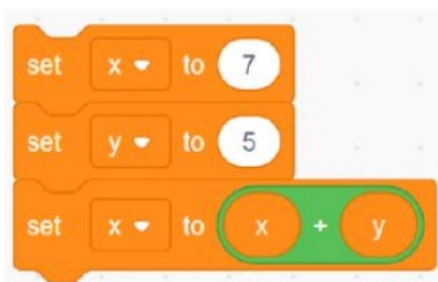 set x to 7
set y to 5
set x to x + y